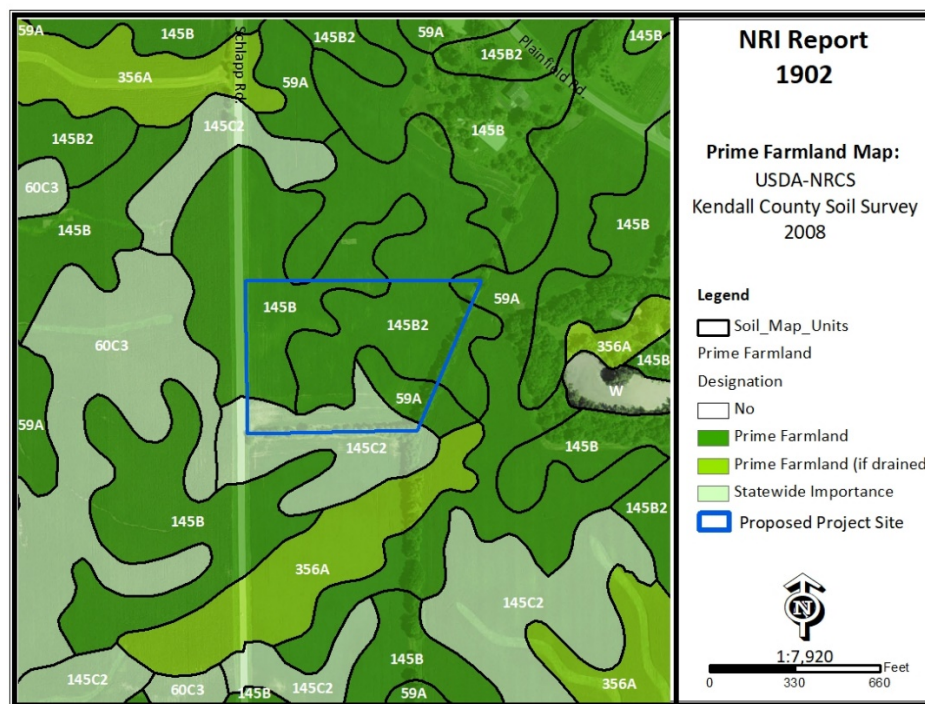 NRI Report
1902
Prime Farmland Map:
USDA-NRCS
Kendall County Soil Survey
2008
Legend
Soil_Map_Units
Prime Farmland
Designation
No
Prime Farmland
Prime Farmland (if drained
Statewide Importance
Proposed Project Site
N
1:7,920
Feet
0 330 660
59A
145B
145B2
59A
145B
Schlapp Rd.
Plainfield Rd.
145B2
356A
59A
145C2
145B
145B2
60C3
145B
145B
59A
145B
145B2
60C3
356A
145B
W
59A
59A
145C2
145B
145B2
145B
356A
145C2
145B
145C2
60C3
145B
145C2
59A
356A